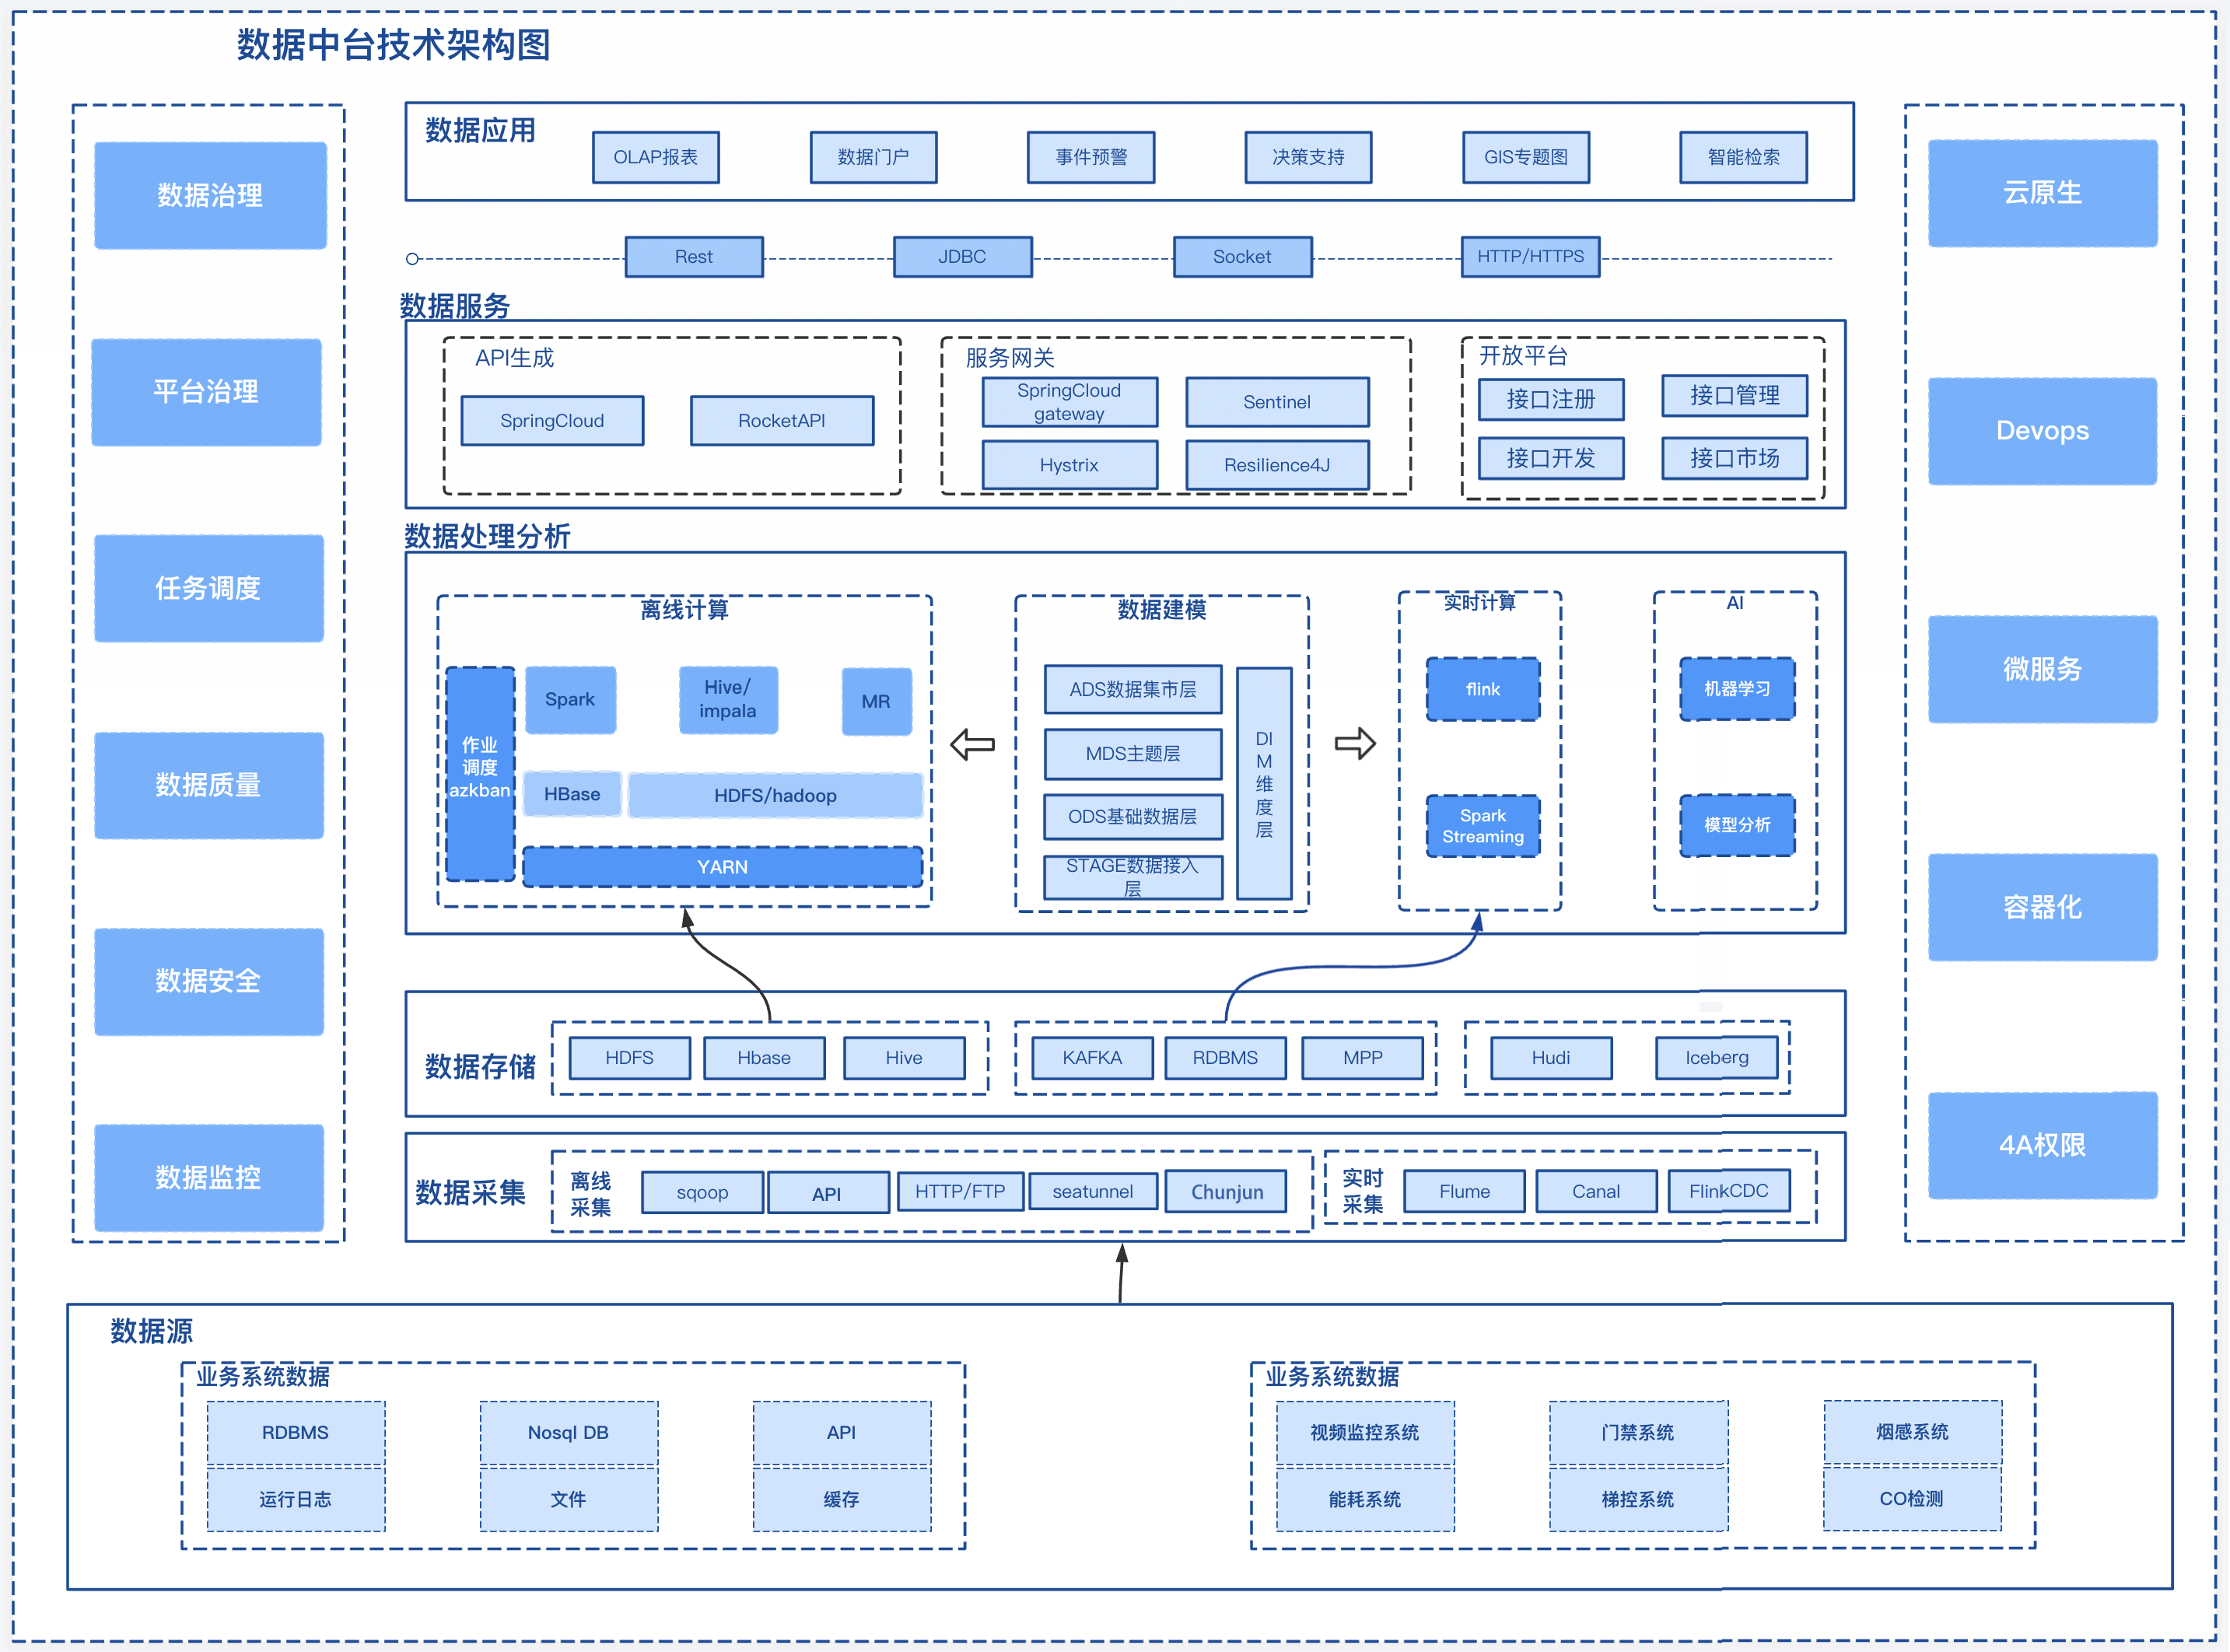 数据中台技术架构图
数据治理
平台治理
任务调度
数据质量
数据安全
数据监控
数据应用
OLAP报表
数据门户
事件预警
决策支持
GIS专题图
智能检索
Rest
JDBC
Socket
HTTP/HTTPS
数据服务
API生成
SpringCloud
RocketAPI
服务网关
SpringCloud
gateway
Sentinel
Hystrix
Resilience4J
开放平台
接口注册
接口管理
接口开发
接口市场
数据处理分析
离线计算
作业
调度
azkban
Spark
Hive/
impala
MR
HBase
HDFS/hadoop
YARN
数据建模
ADS数据集市层
MDS主题层
ODS基础数据层
STAGE数据接入
层
DI
M
维
度
层
实时计算
flink
Spark
Streaming
AI
机器学习
模型分析
数据存储
HDFS
Hbase
Hive
KAFKA
RDBMS
MPP
Hudi
Iceberg
数据采集
离线
采集
sqoop
API
HTTP/FTP
seatunnel
Chunjun
实时
采集
Flume
Canal
FlinkCDC
云原生
Devops
微服务
容器化
4A权限
数据源
业务系统数据
RDBMS
Nosql DB
API
运行日志
文件
缓存
业务系统数据
视频监控系统
门禁系统
烟感系统
能耗系统
梯控系统
CO检测